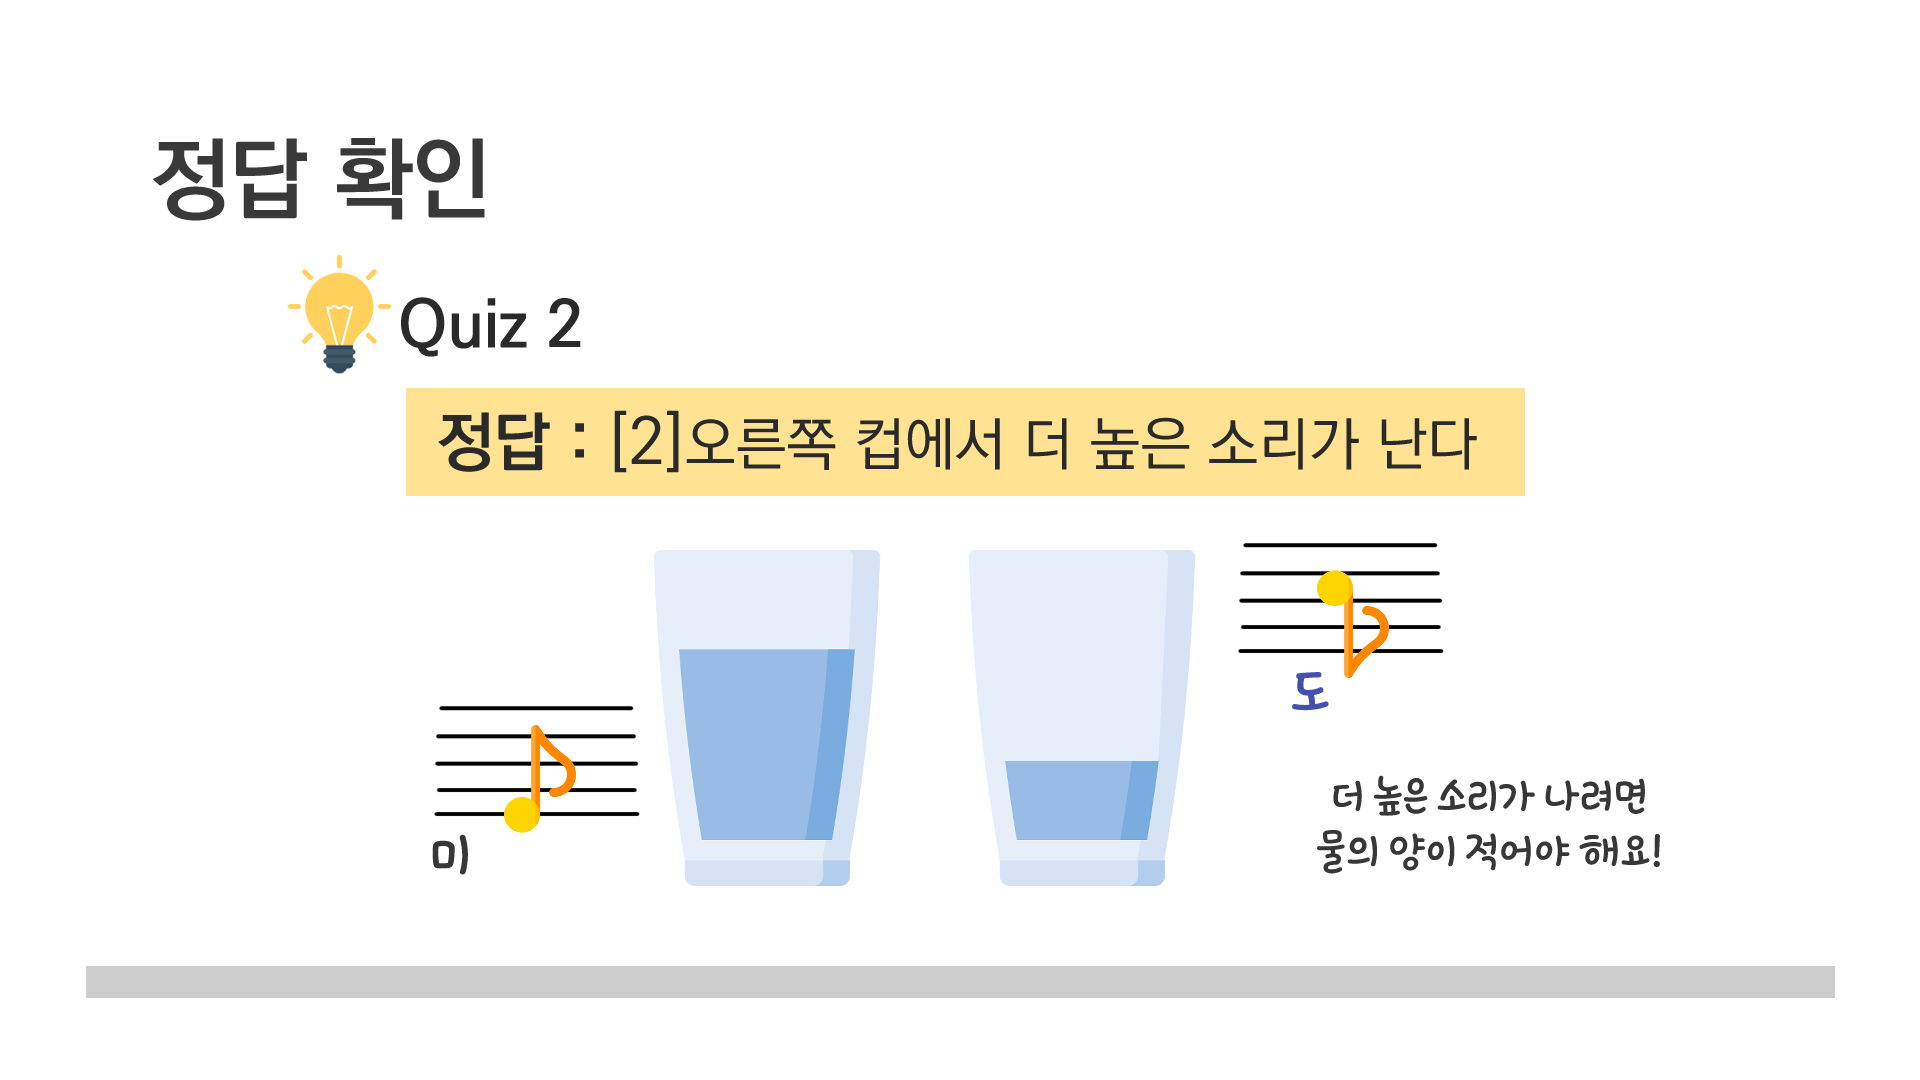 정답 확인
Quiz 2
정답 : [2]오른쪽 컵에서 더 높은 소리가 난다
도
미
더 높은 소리가 나려면
물의 양이 적어야 해요!